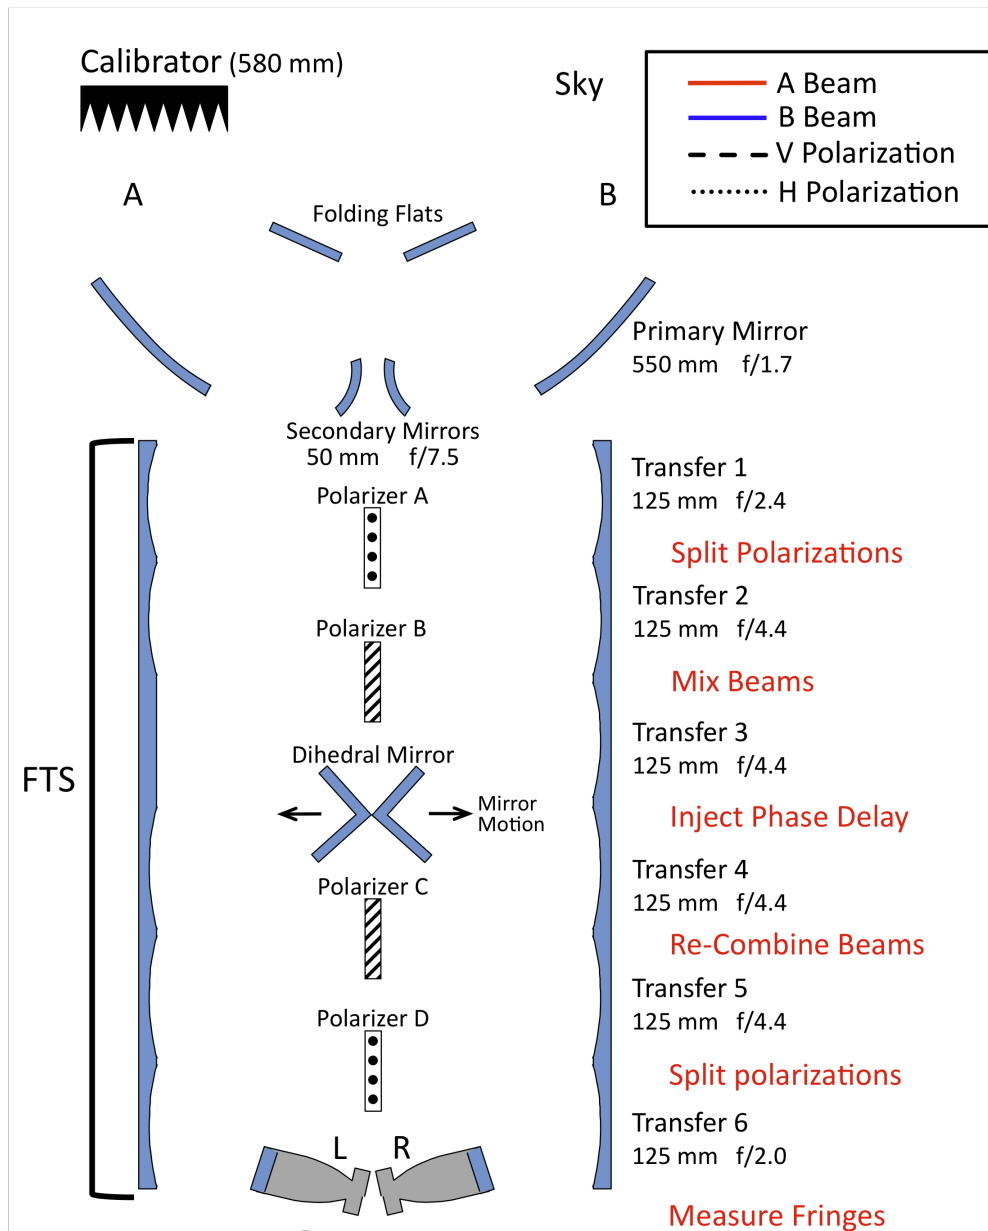 Calibrator (580 mm)
Sky
A Beam
B Beam
V Polarization
H Polarization
A
B
Folding Flats
Primary Mirror
550 mm f/1.7
Secondary Mirrors
50 mm f/7.5
Transfer 1
125 mm f/2.4
Polarizer A
Split Polarizations
Transfer 2
125 mm f/4.4
Polarizer B
Mix Beams
Transfer 3
125 mm f/4.4
Dihedral Mirror
FTS
Mirror
Motion
Inject Phase Delay
Transfer 4
125 mm f/4.4
Polarizer C
Re-Combine Beams
Transfer 5
125 mm f/4.4
Polarizer D
Split polarizations
Transfer 6
125 mm f/2.0
L R
Measure Fringes